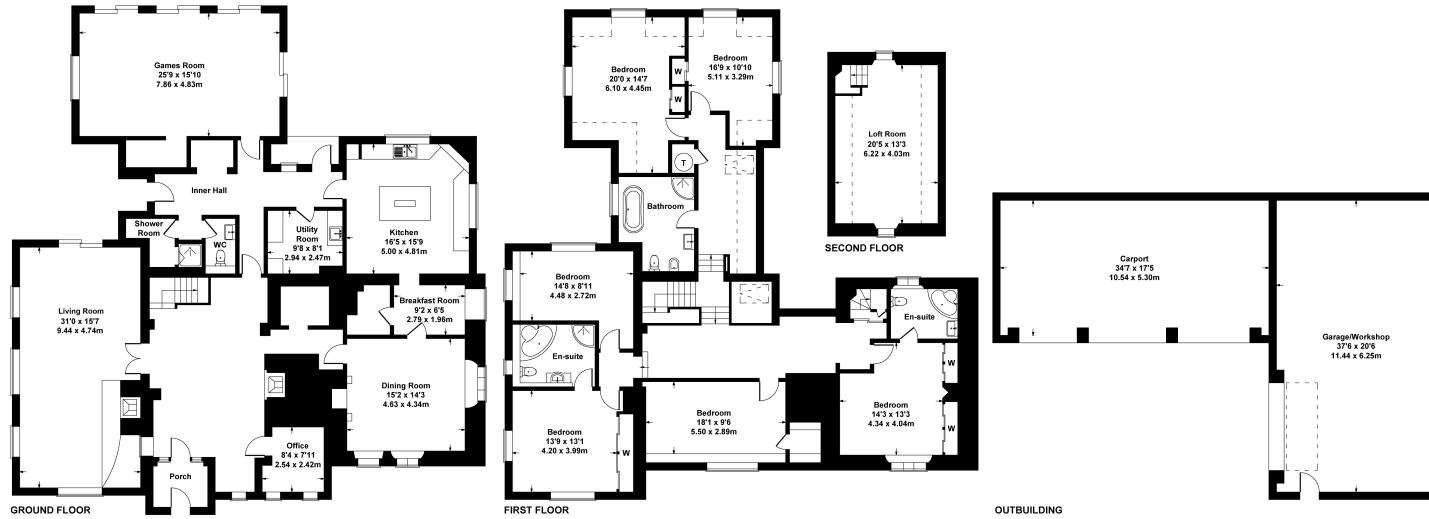 Games Room
25'9 x 15'10
7.86 x 4.83m
Inner Hall
Shower
Room
WC
Utility
Room
9'8 x 8'1
2.94 x 2.47m
Kitchen
16'5 x 15'9
5.00 x 4.81m
Living Room
31'0 x 15'7
9.44 x 4.74m
Breakfast Room
9'2 x 6'5
2.79 x 1.96m
Dining Room
15'2 x 14'3
4.63 x 4.34m
Office
8'4 x 7'11
2.54 x 2.42m
Porch
GROUND FLOOR
Bedroom
20'0 x 14'7
6.10 x 4.45m
W
W
Bedroom
16'9 x 10'10
5.11 x 3.29m
T
Bathroom
Bedroom
14'8 x 8'11
4.48 x 2.72m
En-suite
Bedroom
13'9 x 13'1
4.20 x 3.99m
W
Bedroom
18'1 x 9'6
5.50 x 2.89m
En-suite
Bedroom
14'3 x 13'3
4.34 x 4.04m
W
W
FIRST FLOOR
Loft Room
20'5 x 13'3
6.22 x 4.03m
SECOND FLOOR
Carport
34'7 x 17'5
10.54 x 5.30m
Garage/Workshop
37'6 x 20'6
11.44 x 6.25m
OUTBUILDING